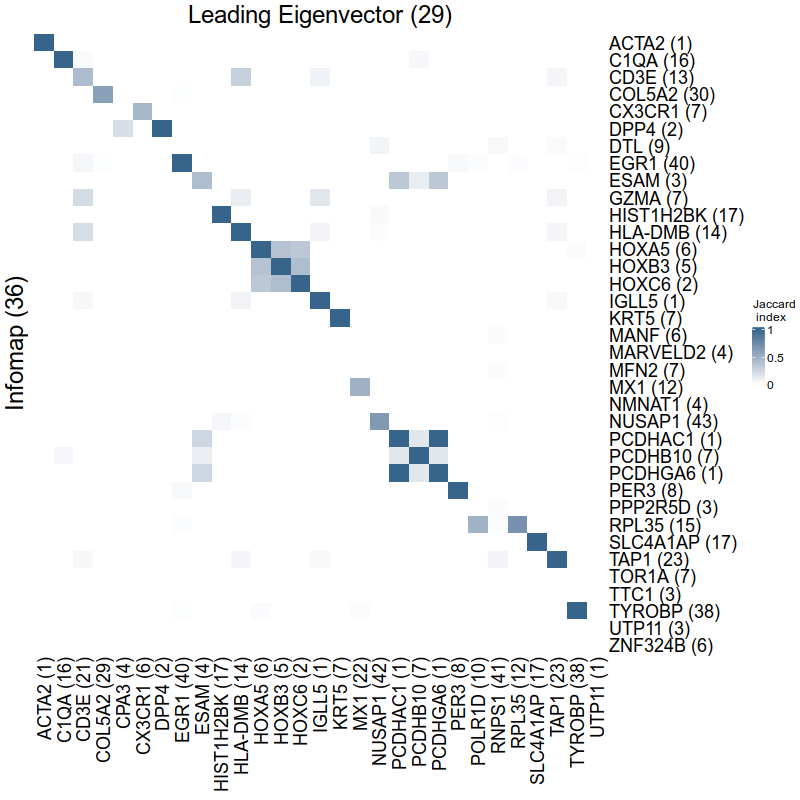 Leading Eigenvector (29)
ACTA2 (1)
C1QA (16)
CD3E (13)
COL5A2 (30)
CX3CR1 (7)
DPP4 (2)
DTL (9)
EGR1 (40)
ESAM (3)
GZMA (7)
HIST1H2BK (17)
HLA-DMB (14)
HOXA5 (6)
HOXB3 (5)
HOXC6 (2)
IGLL5 (1)
KRT5 (7)
MANF (6)
MARVELD2 (4)
MFN2 (7)
MX1 (12)
NMNAT1 (4)
NUSAP1 (43)
PCDHAC1 (1)
PCDHB10 (7)
PCDHGA6 (1)
PER3 (8)
PPP2R5D (3)
RPL35 (15)
SLC4A1AP (17)
TAP1 (23)
TOR1A (7)
TTC1 (3)
TYROBP (38)
UTP11 (3)
ZNF324B (6)
Infomap (36)
Jaccard
index
1
0.5
0
ACTA2 (1)
C1QA (16)
CD3E (21)
COL5A2 (29)
CPA3 (4)
CX3CR1 (6)
DPP4 (2)
EGR1 (40)
ESAM (4)
HIST1H2BK (17)
HLA-DMB (14)
HOXA5 (6)
HOXB3 (5)
HOXC6 (2)
IGLL5 (1)
KRT5 (7)
MX1 (22)
NUSAP1 (42)
PCDHAC1 (1)
PCDHB10 (7)
PCDHGA6 (1)
PER3 (8)
POLR1D (10)
RNPS1 (41)
RPL35 (12)
SLC4A1AP (17)
TAP1 (23)
TYROBP (38)
UTP11 (1)